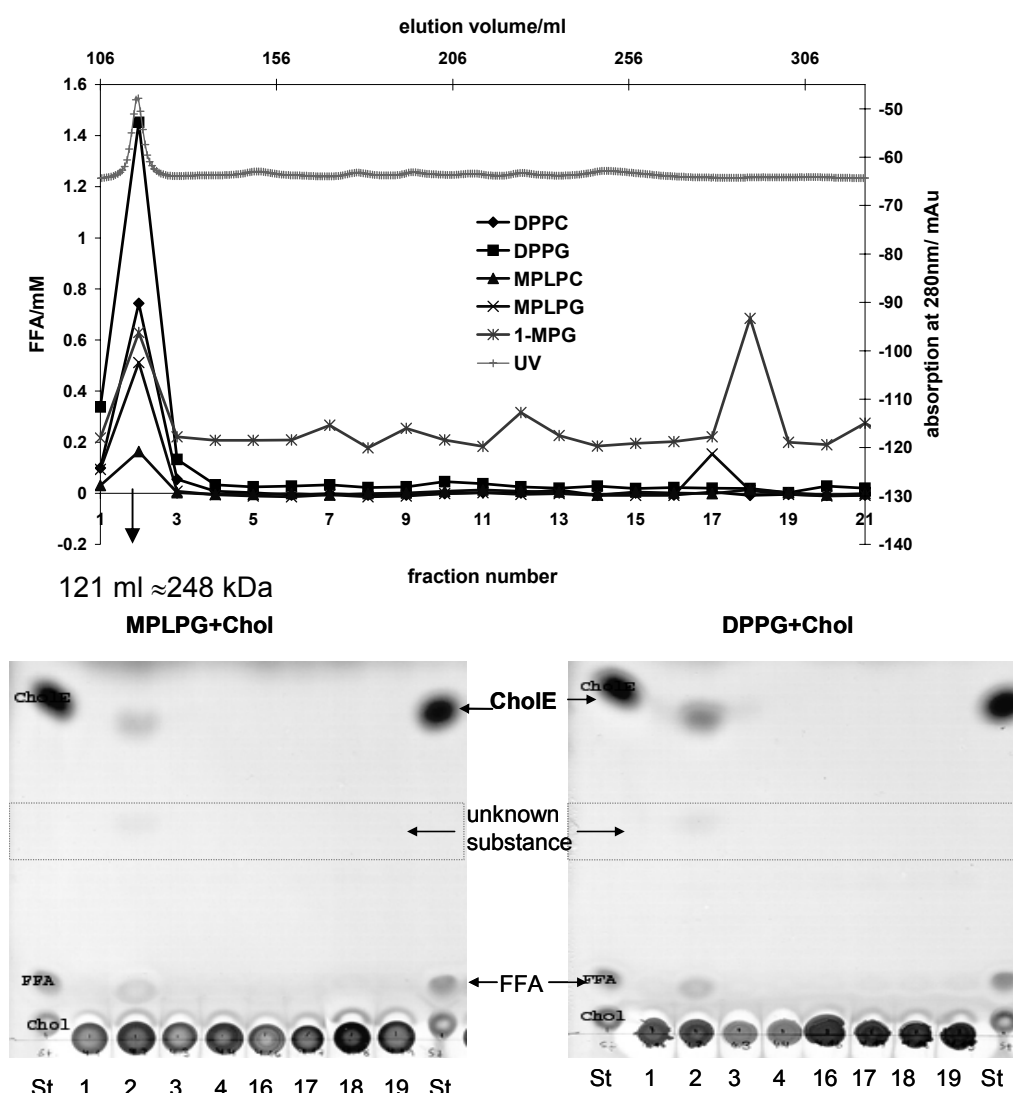 elution volume/ml
106 156 206 256 306
1.6
1.4
1.2
1
0.8
0.6
0.4
0.2
0
-0.2
FFA/mM
-50
-60
-70
-80
-90
-100
-110
-120
-130
-140
absorption at 280nm/ mAu
DPPC
DPPG
MPLPC
MPLPG
1-MPG
UV
1 3 5 7 9 11 13 15 17 19 21
fraction number
121 ml ≈248 kDa
MPLPG+Chol
DPPG+Chol
CholE
CholE
CholE
unknown
substance
FFA
FFA
FFA
Chol
Chol
St 1 2 3 4 16 17 18 19 St
St 1 2 3 4 16 17 18 19 St